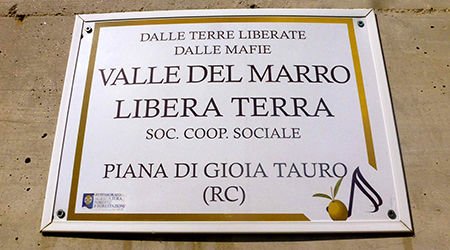 DALLE TERRE LIBERATE
DALLE MAFIE
VALLE DEL MARRO
LIBERA TERRA
SOC. COOP. SOCIALE
PIANA DI GIOIA TAURO
(RC)